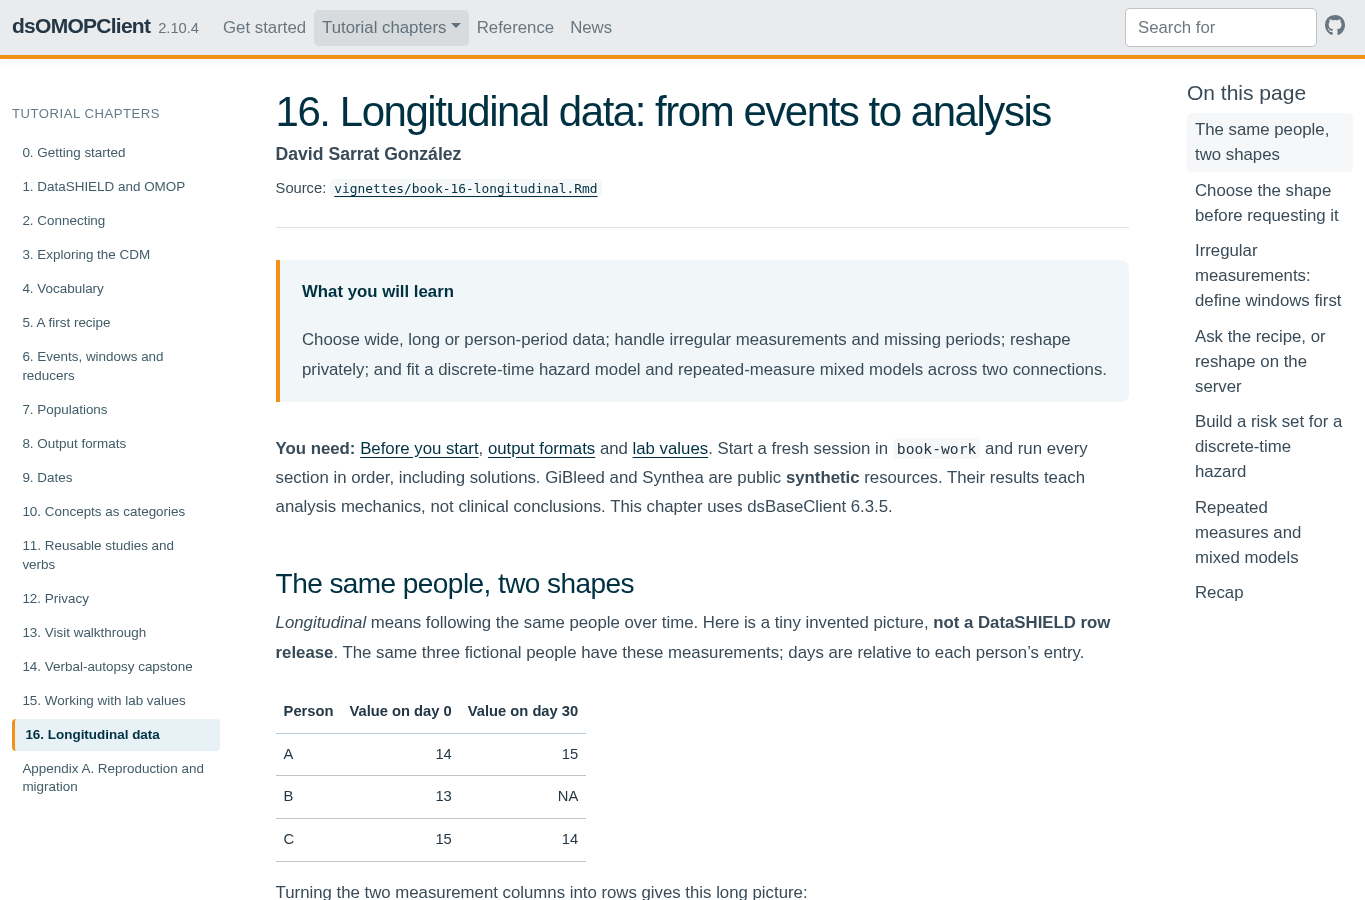 dsOMOPClient 2.10.4 Get started Tutorial chapters Reference News Search for
TUTORIAL CHAPTERS
0. Getting started
1. DataSHIELD and OMOP
2. Connecting
3. Exploring the CDM
4. Vocabulary
5. A first recipe
6. Events, windows and
reducers
7. Populations
8. Output formats
9. Dates
10. Concepts as categories
11. Reusable studies and
verbs
12. Privacy
13. Visit walkthrough
14. Verbal-autopsy capstone
15. Working with lab values
16. Longitudinal data
Appendix A. Reproduction and
migration
16. Longitudinal data: from events to analysis
David Sarrat González
Source: vignettes/book-16-longitudinal.Rmd
What you will learn
Choose wide, long or person-period data; handle irregular measurements and missing periods; reshape
privately; and fit a discrete-time hazard model and repeated-measure mixed models across two connections.
You need: Before you start, output formats and lab values. Start a fresh session in book-work and run every
section in order, including solutions. GiBleed and Synthea are public synthetic resources. Their results teach
analysis mechanics, not clinical conclusions. This chapter uses dsBaseClient 6.3.5.
The same people, two shapes
Longitudinal means following the same people over time. Here is a tiny invented picture, not a DataSHIELD row
release. The same three fictional people have these measurements; days are relative to each person’s entry.
Person Value on day 0 Value on day 30
A 14 15
B 13 NA
C 15 14
Turning the two measurement columns into rows gives this long picture:
On this page
The same people,
two shapes
Choose the shape
before requesting it
Irregular
measurements:
define windows first
Ask the recipe, or
reshape on the
server
Build a risk set for a
discrete-time
hazard
Repeated
measures and
mixed models
Recap